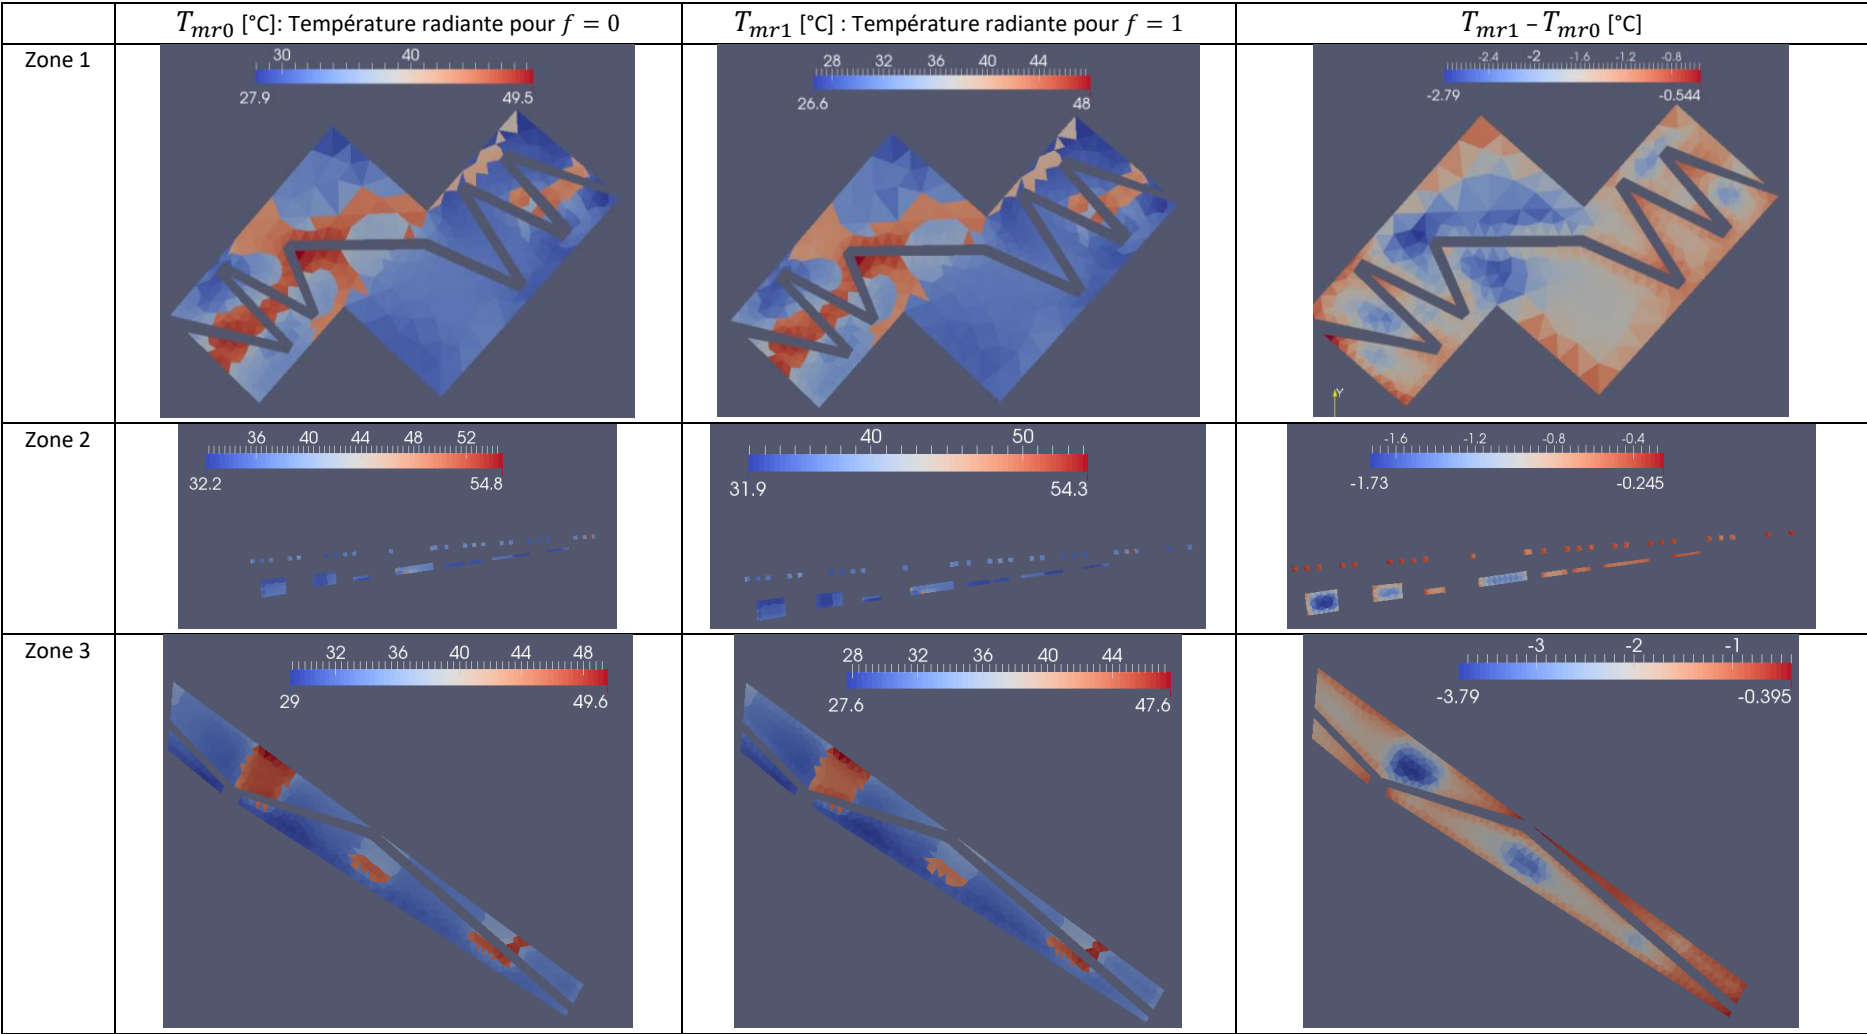 T_mr0 [°C]: Température radiante pour f = 0
T_mr1 [°C] : Température radiante pour f = 1
T_mr1 – T_mr0 [°C]
Zone 1
30 40
27.9 49.5
28 32 36 40 44
26.6 48
-2.4 -2 -1.6 -1.2 -0.8
-2.79 -0.544
Y
Zone 2
36 40 44 48 52
32.2 54.8
40 50
31.9 54.3
-1.6 -1.2 -0.8 -0.4
-1.73 -0.245
Zone 3
32 36 40 44 48
29 49.6
28 32 36 40 44
27.6 47.6
-3 -2 -1
-3.79 -0.395